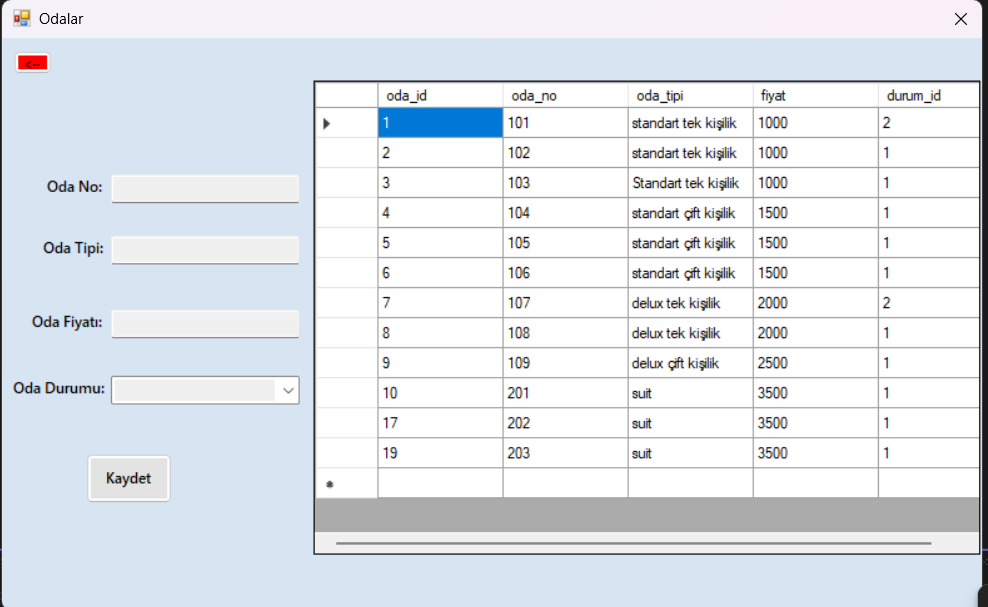 Odalar
<--
Oda No:
Oda Tipi:
Oda Fiyatı:
Oda Durumu:
Kaydet
oda_id oda_no oda_tipi fiyat durum_id
1 101 standart tek kişilik 1000 2
2 102 standart tek kişilik 1000 1
3 103 Standart tek kişilik 1000 1
4 104 standart çift kişilik 1500 1
5 105 standart çift kişilik 1500 1
6 106 standart çift kişilik 1500 1
7 107 delux tek kişilik 2000 2
8 108 delux tek kişilik 2000 1
9 109 delux çift kişilik 2500 1
10 201 suit 3500 1
17 202 suit 3500 1
19 203 suit 3500 1